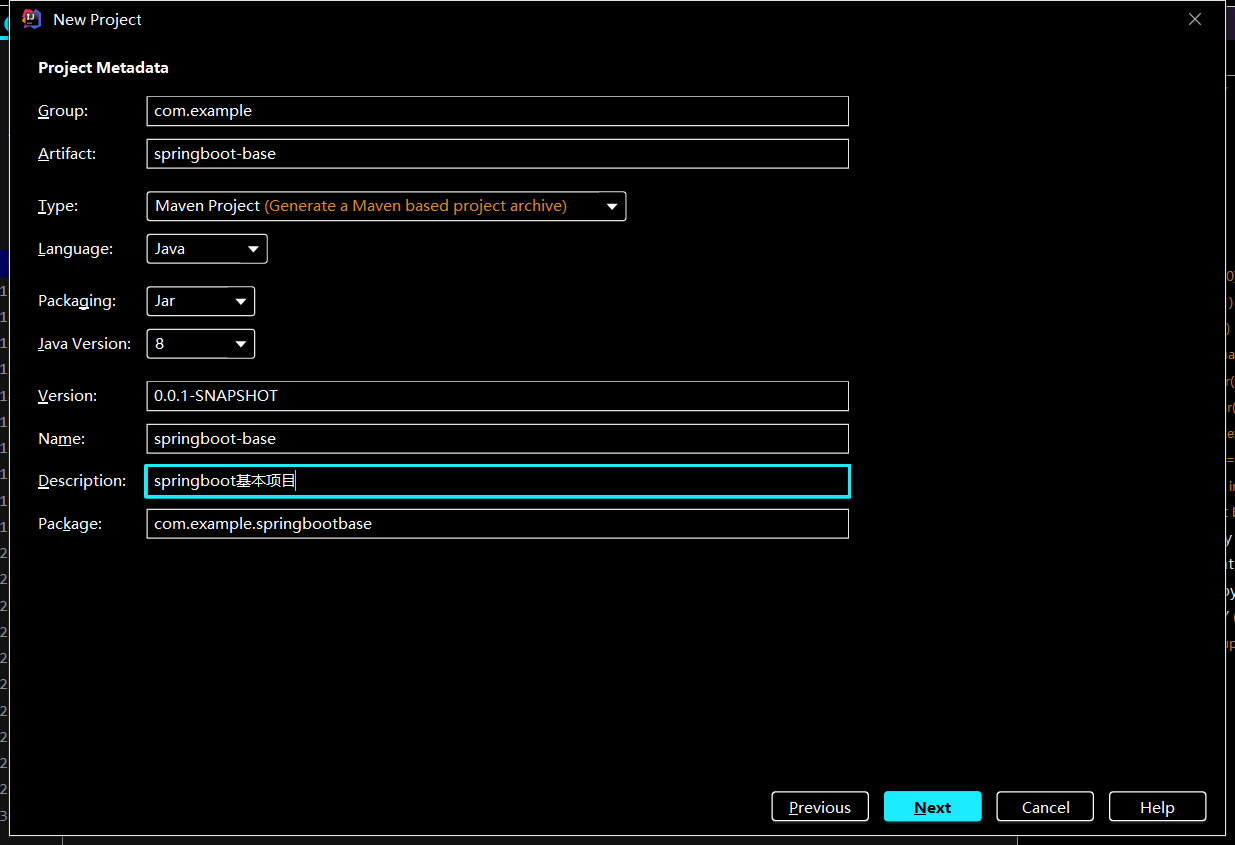 New Project
Project Metadata
Group: com.example
Artifact: springboot-base
Type: Maven Project (Generate a Maven based project archive)
Language: Java
Packaging: Jar
Java Version: 8
Version: 0.0.1-SNAPSHOT
Name: springboot-base
Description: springboot基本项目
Package: com.example.springbootbase
Previous Next Cancel Help